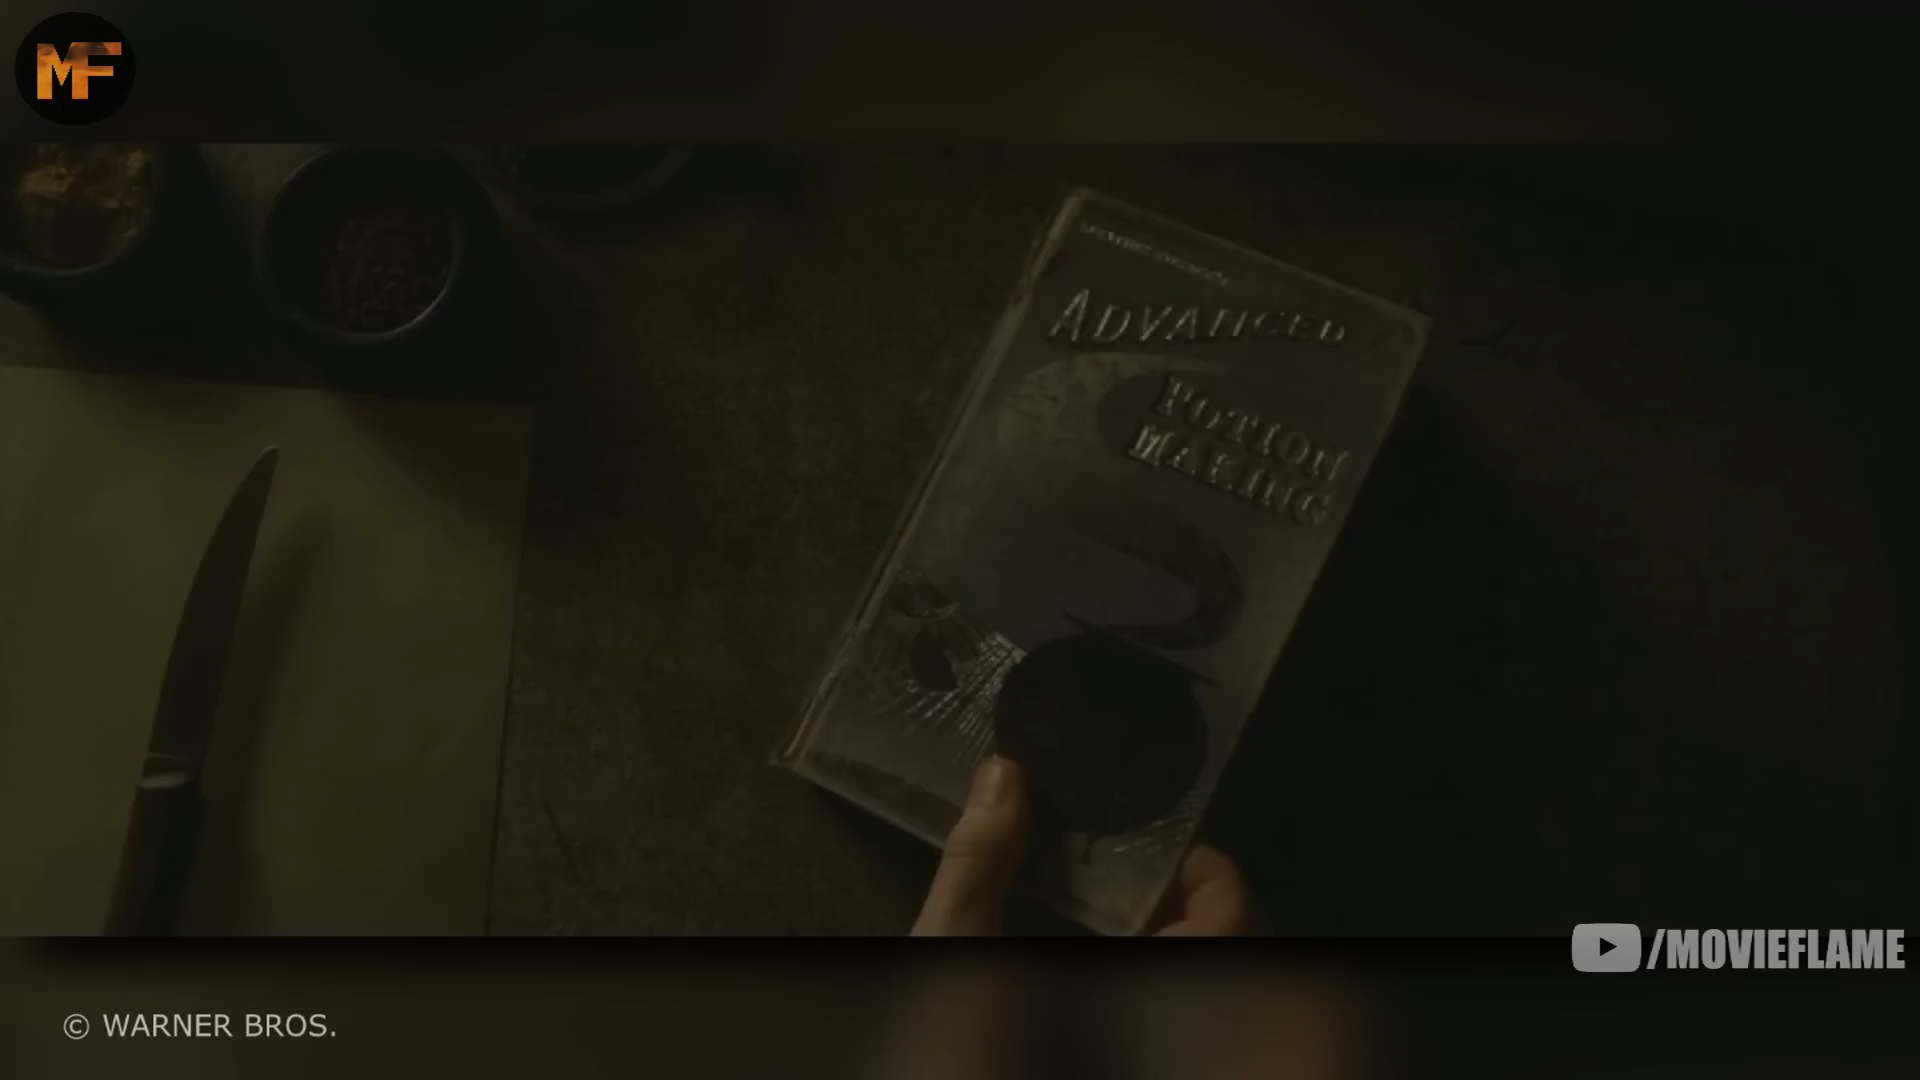 MF
ADVANCED
POTION
MAKING
/MOVIEFLAME
© WARNER BROS.